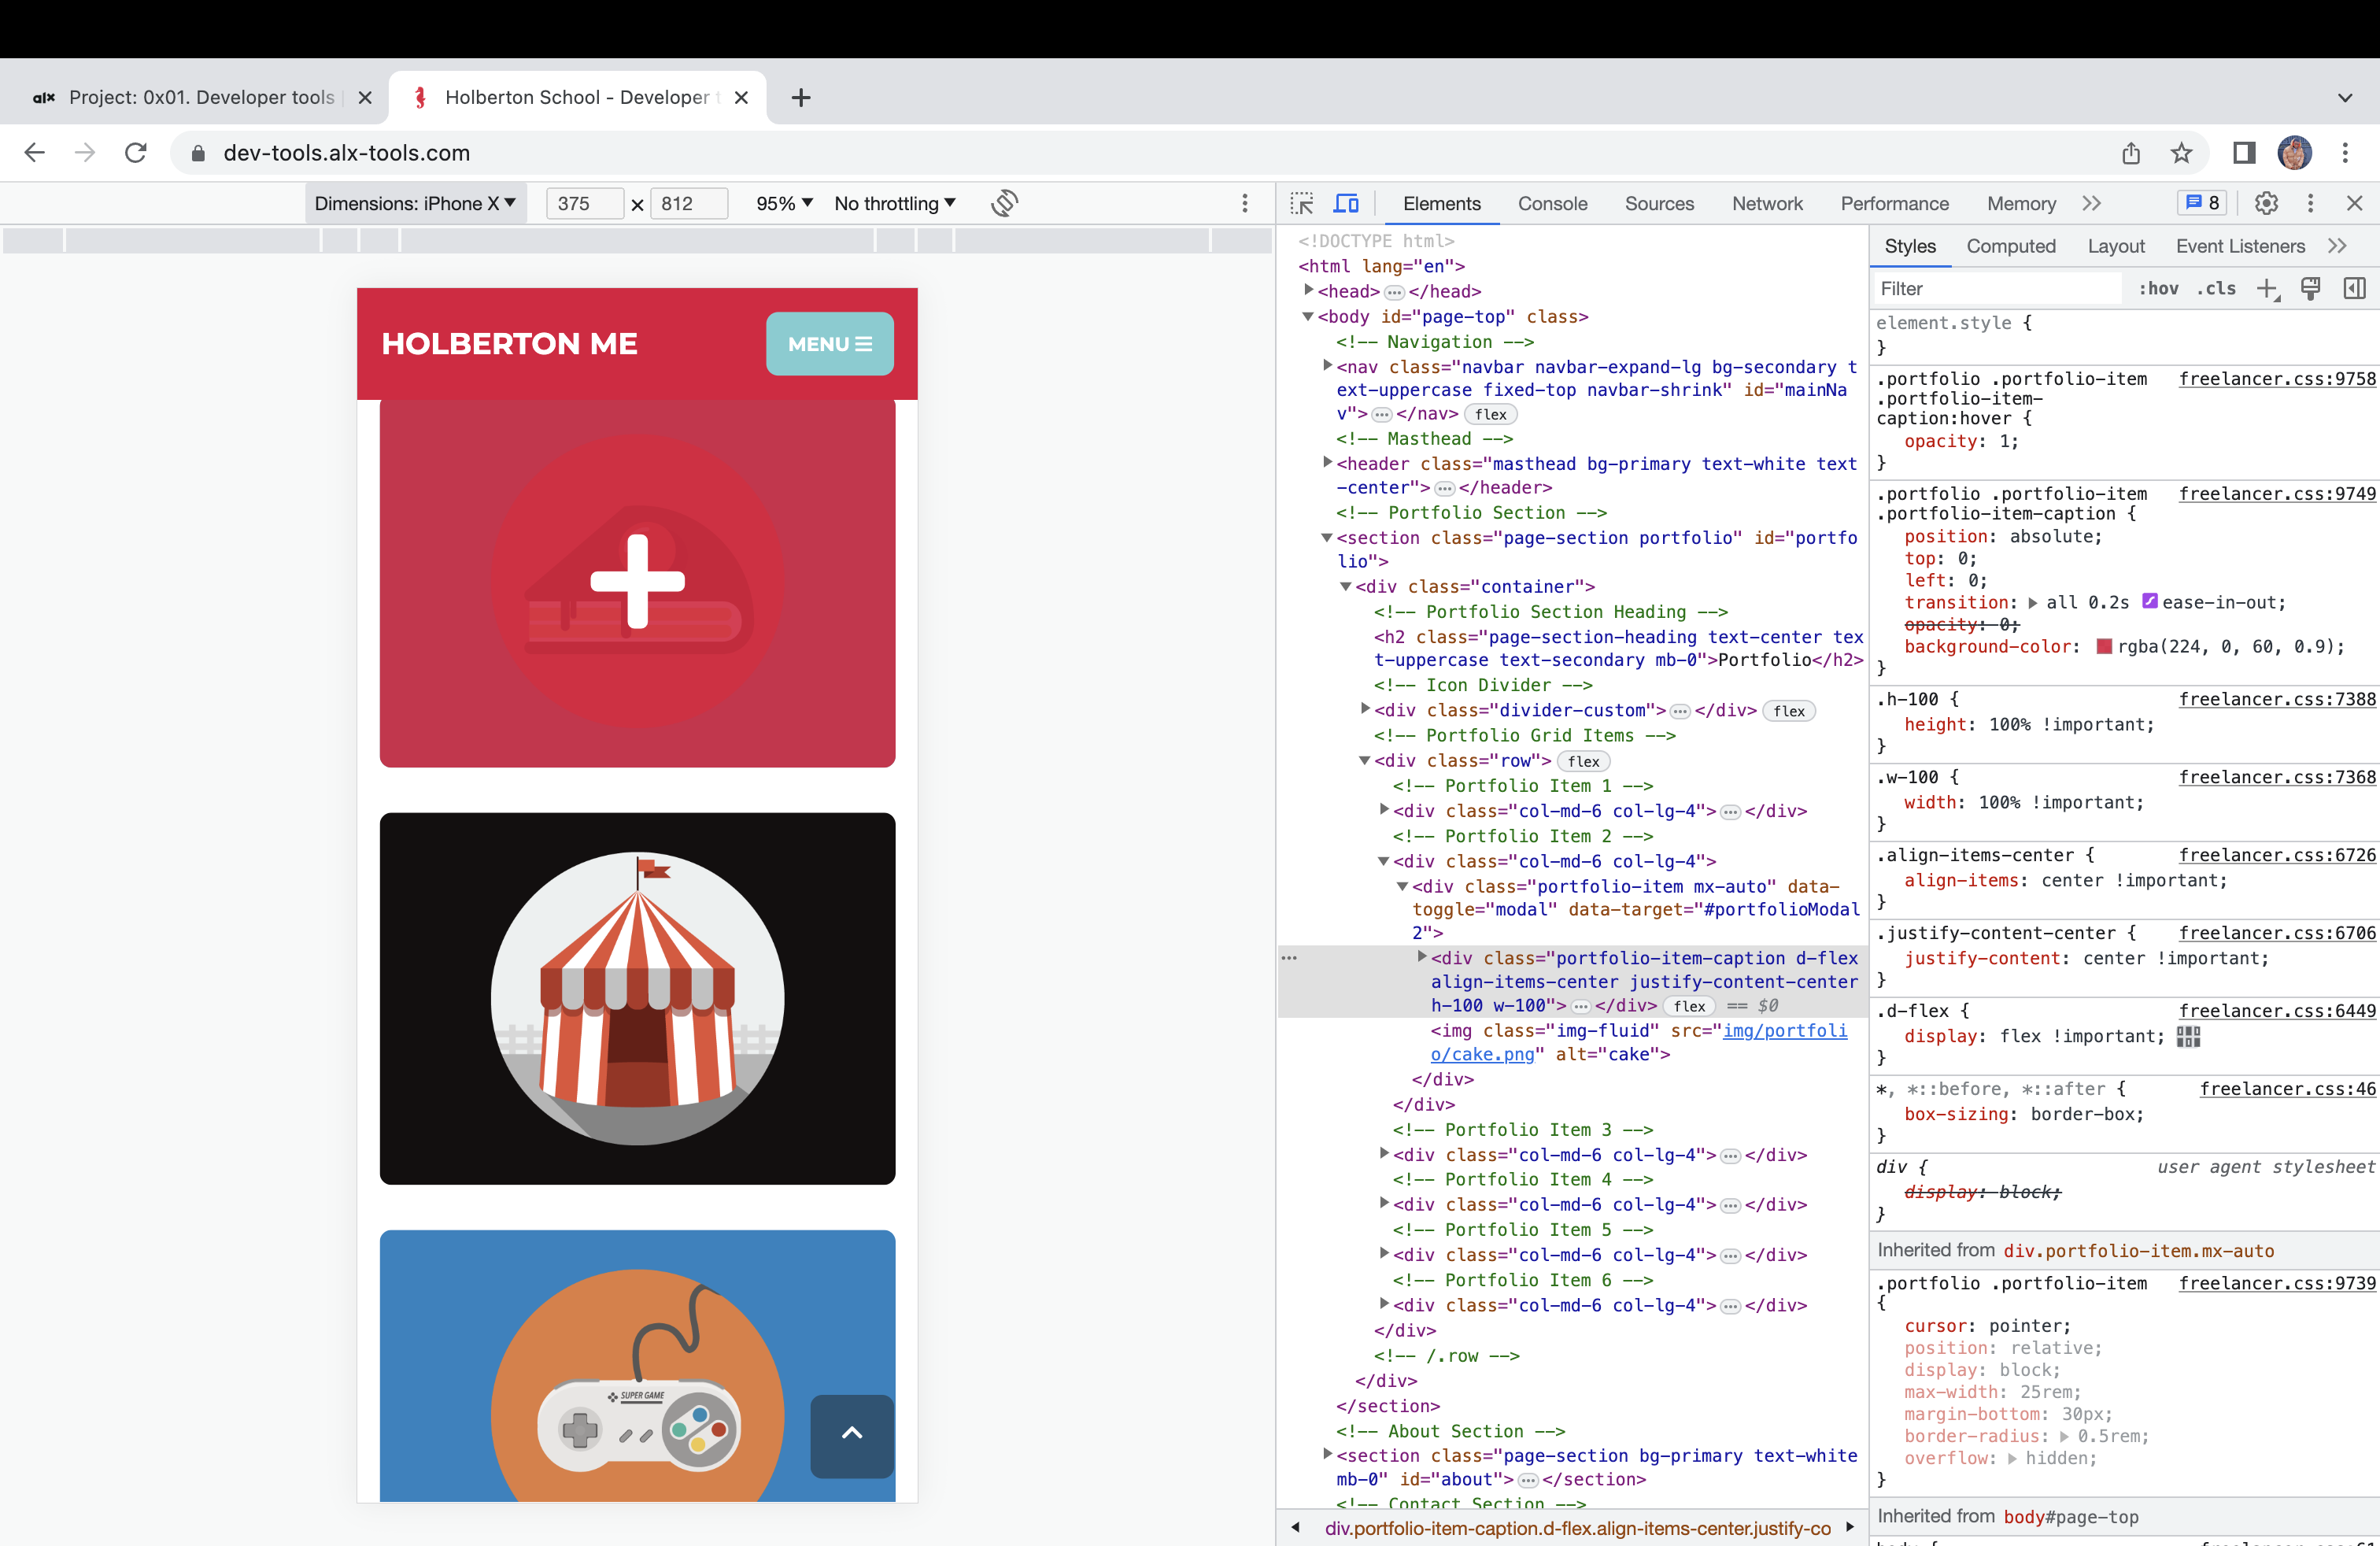 alx Project: 0x01. Developer tools
Holberton School - Developer t
dev-tools.alx-tools.com
Dimensions: iPhone X 375 x 812 95% No throttling
Elements Console Sources Network Performance Memory 8
HOLBERTON ME
MENU
SUPER GAME
<!DOCTYPE html>
<html lang="en">
<head> ••• </head>
<body id="page-top" class>
<!-- Navigation -->
<nav class="navbar navbar-expand-lg bg-secondary t
ext-uppercase fixed-top navbar-shrink" id="mainNa
v"> ••• </nav> flex
<!-- Masthead -->
<header class="masthead bg-primary text-white text
-center"> ••• </header>
<!-- Portfolio Section -->
<section class="page-section portfolio" id="portfo
lio">
<div class="container">
<!-- Portfolio Section Heading -->
<h2 class="page-section-heading text-center tex
t-uppercase text-secondary mb-0">Portfolio</h2>
<!-- Icon Divider -->
<div class="divider-custom"> ••• </div> flex
<!-- Portfolio Grid Items -->
<div class="row"> flex
<!-- Portfolio Item 1 -->
<div class="col-md-6 col-lg-4"> ••• </div>
<!-- Portfolio Item 2 -->
<div class="col-md-6 col-lg-4">
<div class="portfolio-item mx-auto" data-
toggle="modal" data-target="#portfolioModal
2">
<div class="portfolio-item-caption d-flex
align-items-center justify-content-center
h-100 w-100"> ••• </div> flex == $0
<img class="img-fluid" src="img/portfoli
o/cake.png" alt="cake">
</div>
</div>
<!-- Portfolio Item 3 -->
<div class="col-md-6 col-lg-4"> ••• </div>
<!-- Portfolio Item 4 -->
<div class="col-md-6 col-lg-4"> ••• </div>
<!-- Portfolio Item 5 -->
<div class="col-md-6 col-lg-4"> ••• </div>
<!-- Portfolio Item 6 -->
<div class="col-md-6 col-lg-4"> ••• </div>
</div>
<!-- /.row -->
</div>
</section>
<!-- About Section -->
<section class="page-section bg-primary text-white
mb-0" id="about"> ••• </section>
<!-- Contact Section -->
div.portfolio-item-caption.d-flex.align-items-center.justify-co
Styles Computed Layout Event Listeners
Filter :hov .cls
element.style {
}
.portfolio .portfolio-item freelancer.css:9758
.portfolio-item-
caption:hover {
opacity: 1;
}
.portfolio .portfolio-item freelancer.css:9749
.portfolio-item-caption {
position: absolute;
top: 0;
left: 0;
transition: all 0.2s ease-in-out;
opacity: 0;
background-color: rgba(224, 0, 60, 0.9);
}
.h-100 { freelancer.css:7388
height: 100% !important;
}
.w-100 { freelancer.css:7368
width: 100% !important;
}
.align-items-center { freelancer.css:6726
align-items: center !important;
}
.justify-content-center { freelancer.css:6706
justify-content: center !important;
}
.d-flex { freelancer.css:6449
display: flex !important;
}
*, *::before, *::after { freelancer.css:46
box-sizing: border-box;
}
div { user agent stylesheet
display: block;
}
Inherited from div.portfolio-item.mx-auto
.portfolio .portfolio-item freelancer.css:9739
{
cursor: pointer;
position: relative;
display: block;
max-width: 25rem;
margin-bottom: 30px;
border-radius: 0.5rem;
overflow: hidden;
}
Inherited from body#page-top